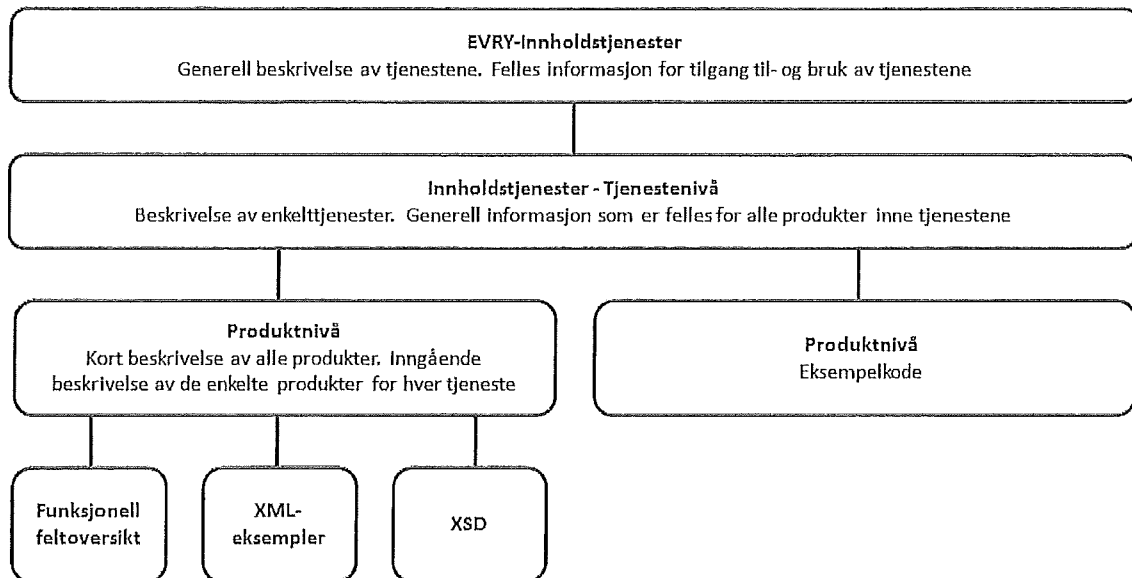 EVRY-Innholdstjenester
Generell beskrivelse av tjenestene. Felles informasjon for tilgang til- og bruk av tjenestene
Innholdstjenester - Tjenestenivå
Beskrivelse av enkelttjenester. Generell informasjon som er felles for alle produkter inne tjenestene
Produktnivå
Kort beskrivelse av alle produkter. Inngående
beskrivelse av de enkelte produkter for hver tjeneste
Produktnivå
Eksempelkode
Funksjonell
feltoversikt
XML-
eksempler
XSD